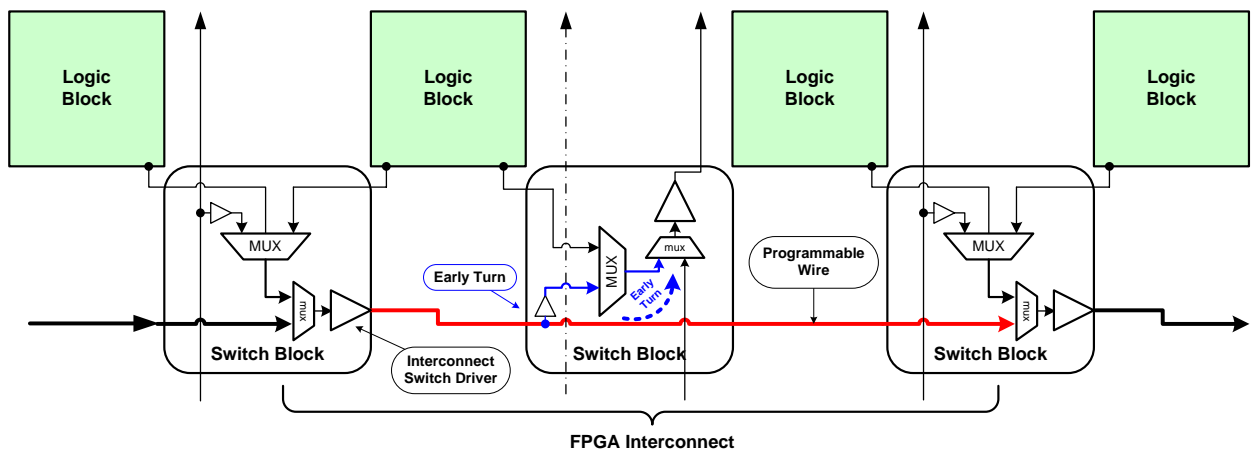 Logic
Block
Logic
Block
Logic
Block
Logic
Block
MUX
mux
Switch Block
Interconnect
Switch Driver
Early Turn
MUX
mux
Early
Turn
Switch Block
Programmable
Wire
MUX
mux
Switch Block
FPGA Interconnect